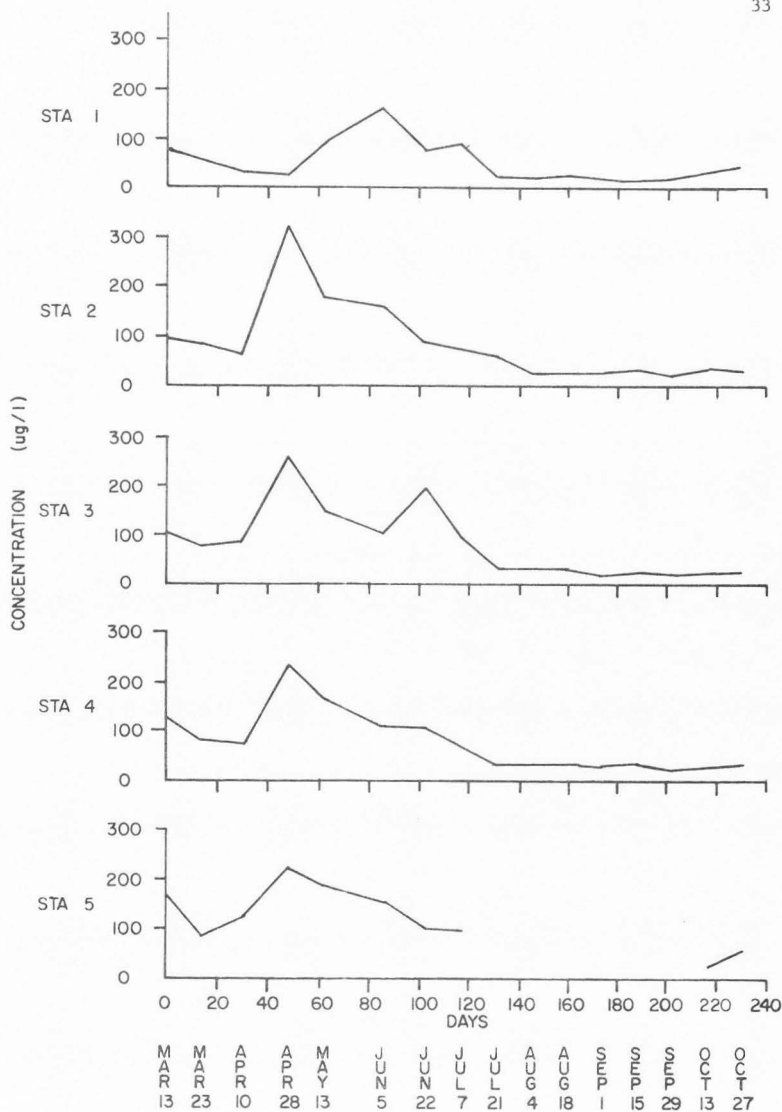 33
300
200
STA 1
100
0
300
200
STA 2
100
0
CONCENTRATION (ug/l)
300
200
STA 3
100
0
300
200
STA 4
100
0
300
200
STA 5
100
0
0 20 40 60 80 100 120 140 160 180 200 220 240
DAYS
MAR 13 MAR 23 APR 10 APR 28 MAY 13 JUN 5 JUN 22 JUL 7 JUL 21 AUG 4 AUG 18 SEP 1 SEP 15 SEP 29 OCT 13 OCT 27